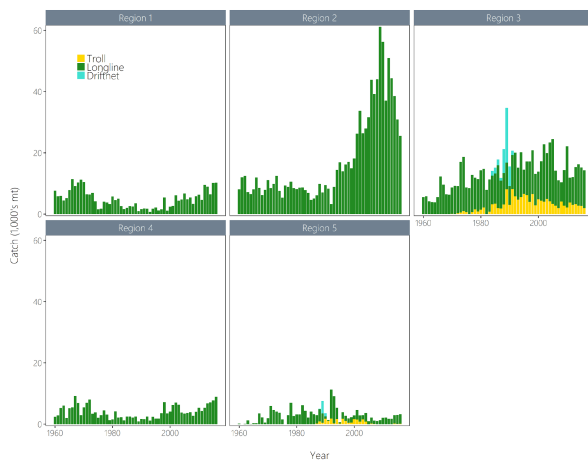 Region 1 Region 2 Region 3
60
40
20
0
Troll
Longline
Driftnet
1960 1980 2000
Region 4 Region 5
60
40
20
0
1960 1980 2000 1960 1980 2000
Catch (1,000's mt)
Year